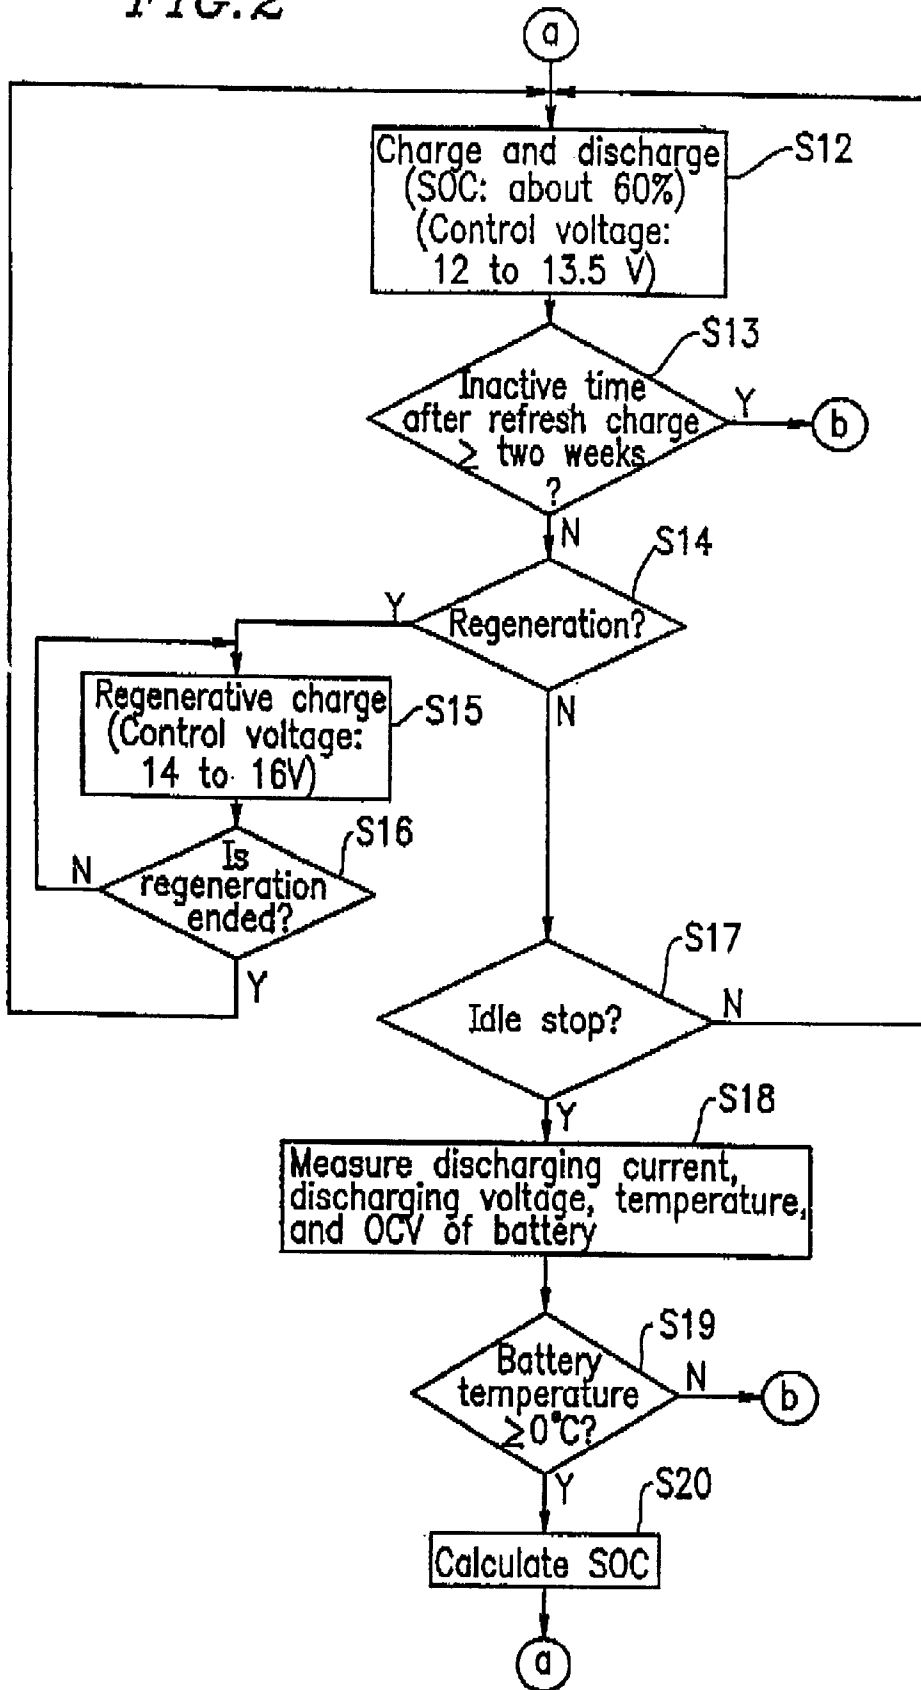 FIG.2
a
Charge and discharge
(SOC: about 60%)
(Control voltage:
12 to 13.5 V)
S12
Inactive time
after refresh charge
≥ two weeks
?
S13
Y
b
N
Regeneration?
S14
Y
N
Regenerative charge
(Control voltage:
14 to 16V)
S15
Is
regeneration
ended?
S16
N
Y
Idle stop?
S17
N
Y
Measure discharging current,
discharging voltage, temperature,
and OCV of battery
S18
Battery
temperature
≥0°C?
S19
N
b
Y
Calculate SOC
S20
a